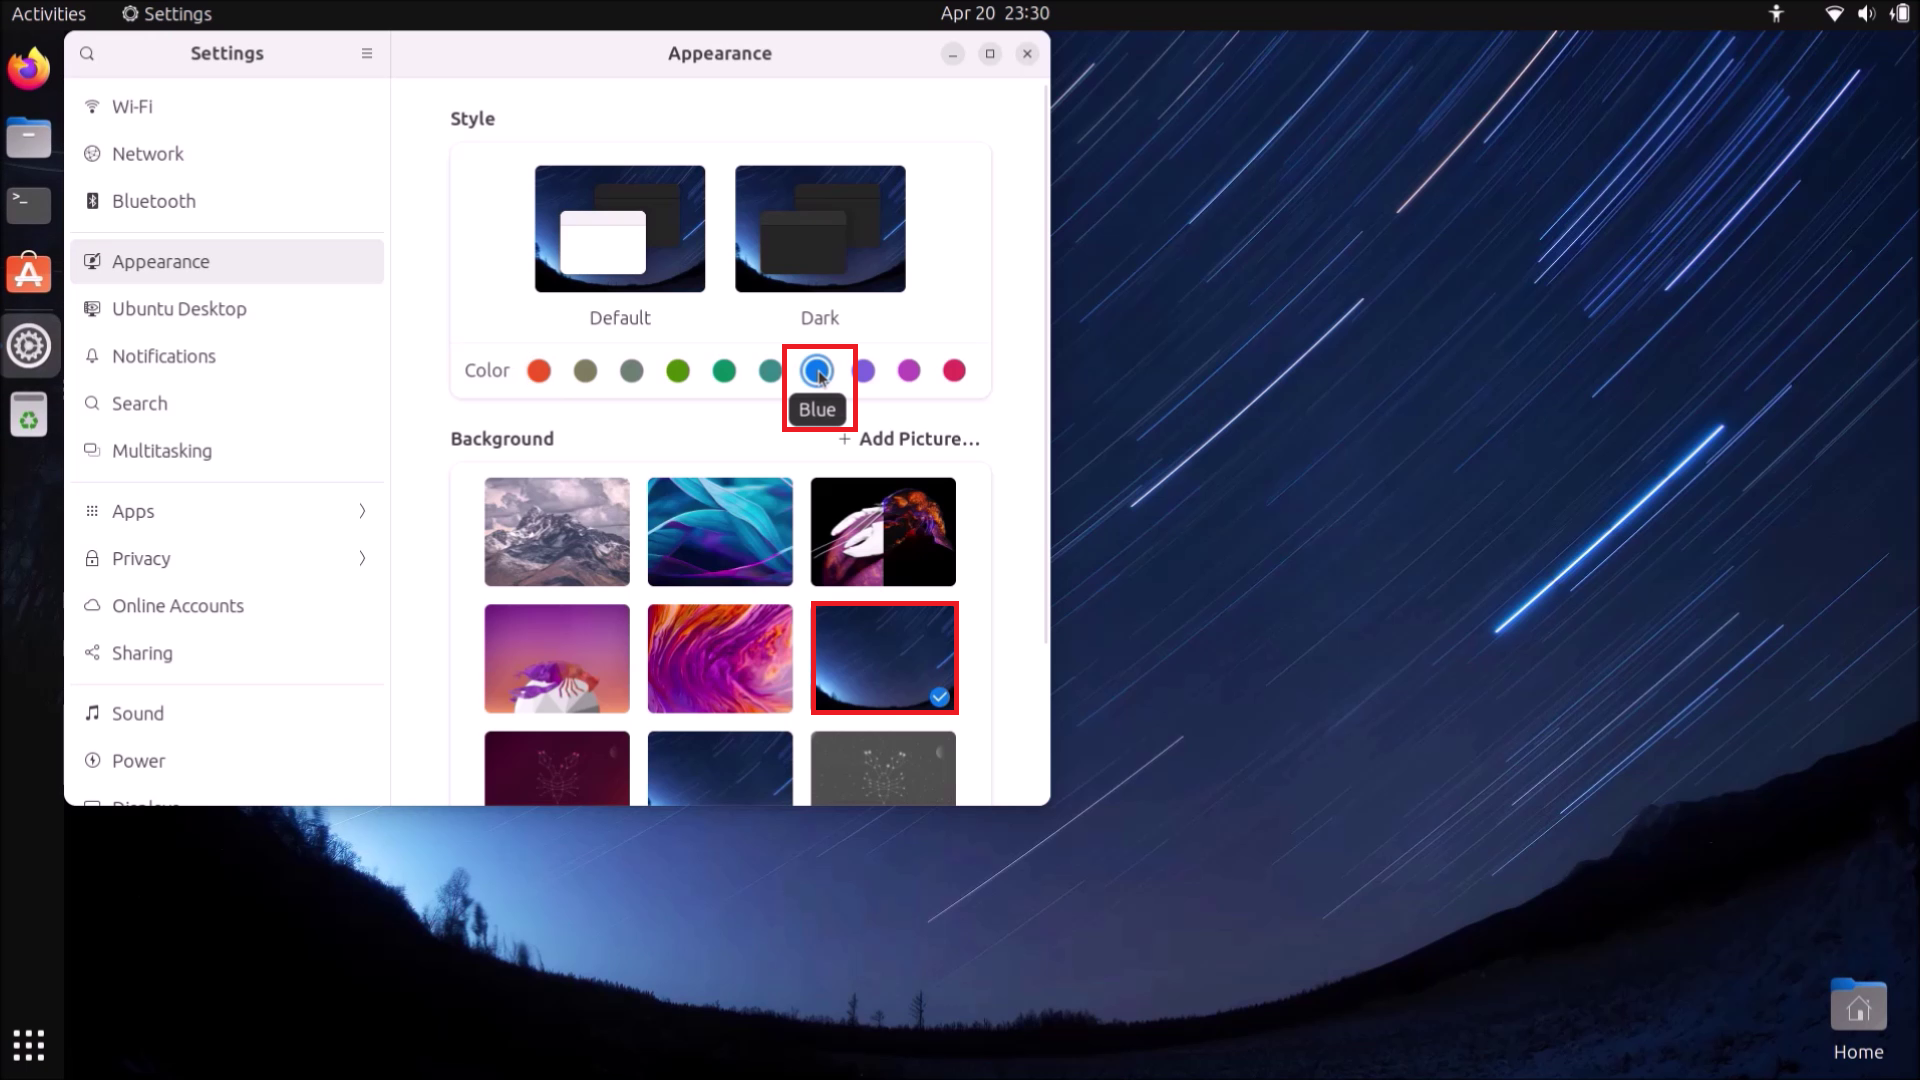 Activities
Settings
Apr 20 23:30
Settings
Appearance
Wi-Fi
Network
Bluetooth
Appearance
Ubuntu Desktop
Notifications
Search
Multitasking
Apps
Privacy
Online Accounts
Sharing
Sound
Power
Displays
Style
Default
Dark
Color
Blue
Background
+ Add Picture...
Home